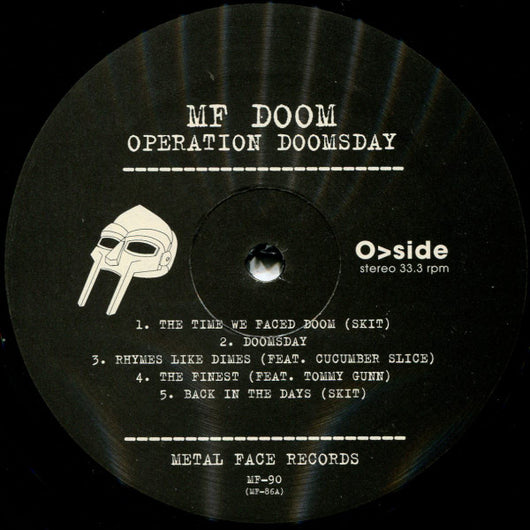 MF DOOM
OPERATION DOOMSDAY
O>side
stereo 33.3 rpm
1. THE TIME WE FACED DOOM (SKIT)
2. DOOMSDAY
3. RHYMES LIKE DIMES (FEAT. CUCUMBER SLICE)
4. THE FINEST (FEAT. TOMMY GUNN)
5. BACK IN THE DAYS (SKIT)
METAL FACE RECORDS
MF-90
(MF-86A)